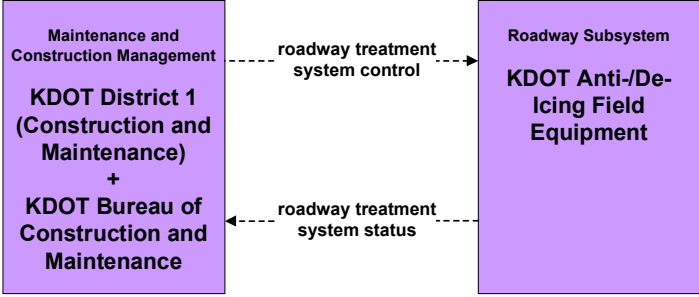 Maintenance and
Construction Management
KDOT District 1
(Construction and
Maintenance)
+
KDOT Bureau of
Construction and
Maintenance
roadway treatment
system control
roadway treatment
system status
Roadway Subsystem
KDOT Anti-/De-
Icing Field
Equipment